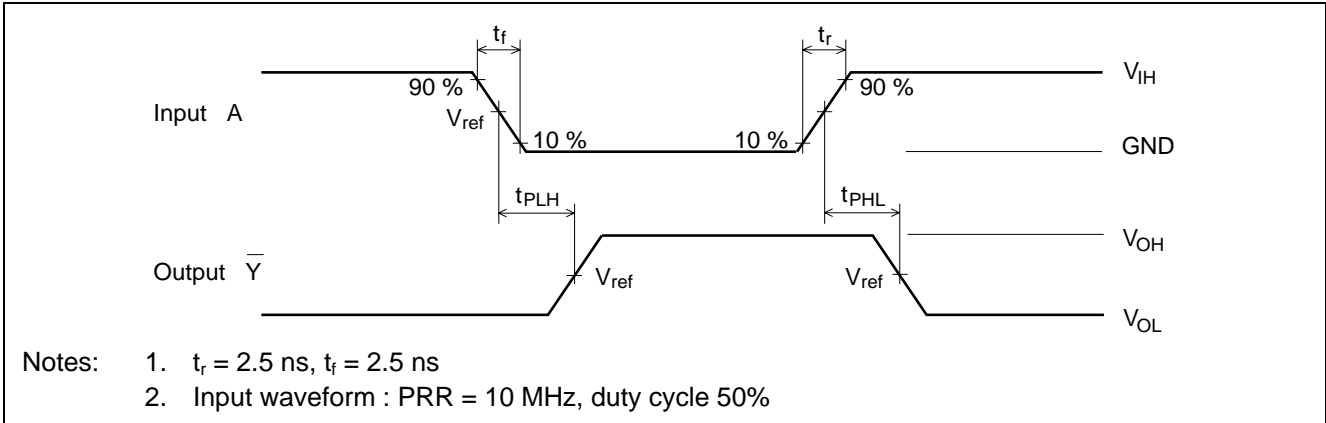 tf
tr
90 %
90 %
VIH
Input A
Vref
10 %
10 %
GND
tPLH
tPHL
VOH
Output Y̅
Vref
Vref
VOL
Notes: 1. tr = 2.5 ns, tf = 2.5 ns
2. Input waveform : PRR = 10 MHz, duty cycle 50%